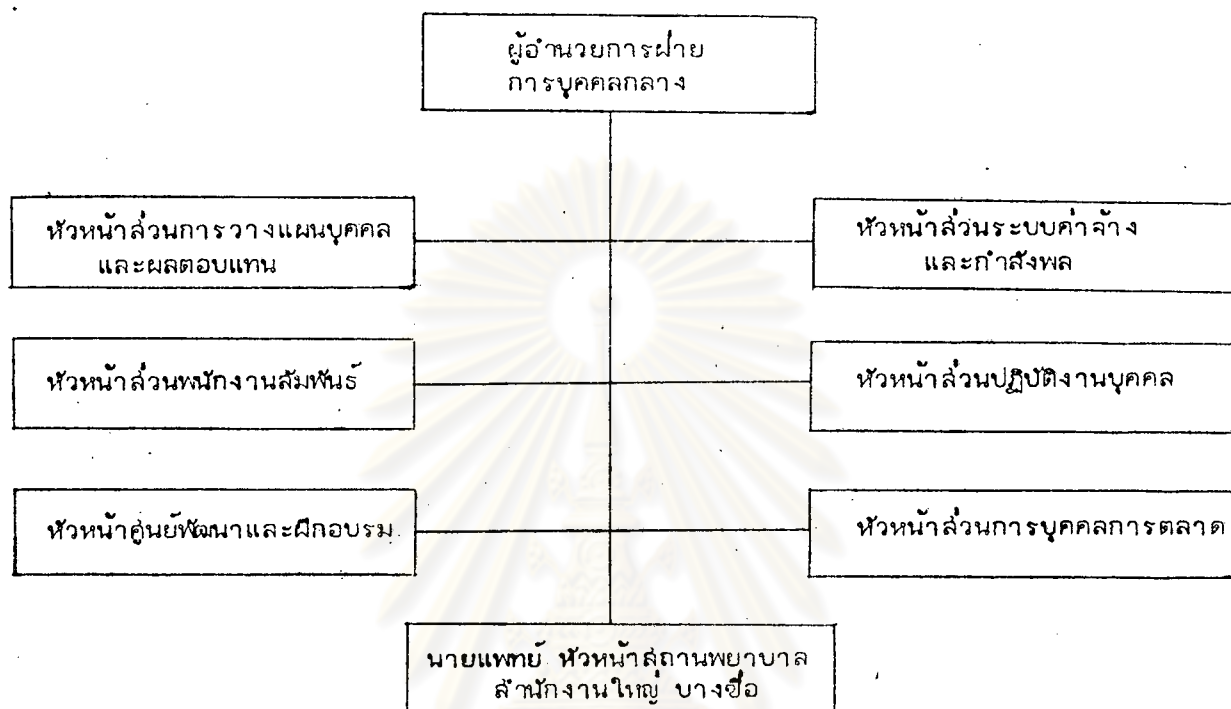 ผู้อำนวยการฝ่าย
การบุคคลกลาง
หัวหน้าส่วนการวางแผนบุคคล
และผลตอบแทน
หัวหน้าส่วนระบบค่าจ้าง
และกำลังพล
หัวหน้าส่วนพนักงานสัมพันธ์
หัวหน้าส่วนปฏิบัติงานบุคคล
หัวหน้าศูนย์พัฒนาและฝึกอบรม
หัวหน้าส่วนการบุคคลการตลาด
นายแพทย์ หัวหน้าสถานพยาบาล
สำนักงานใหญ่ บางซื่อ